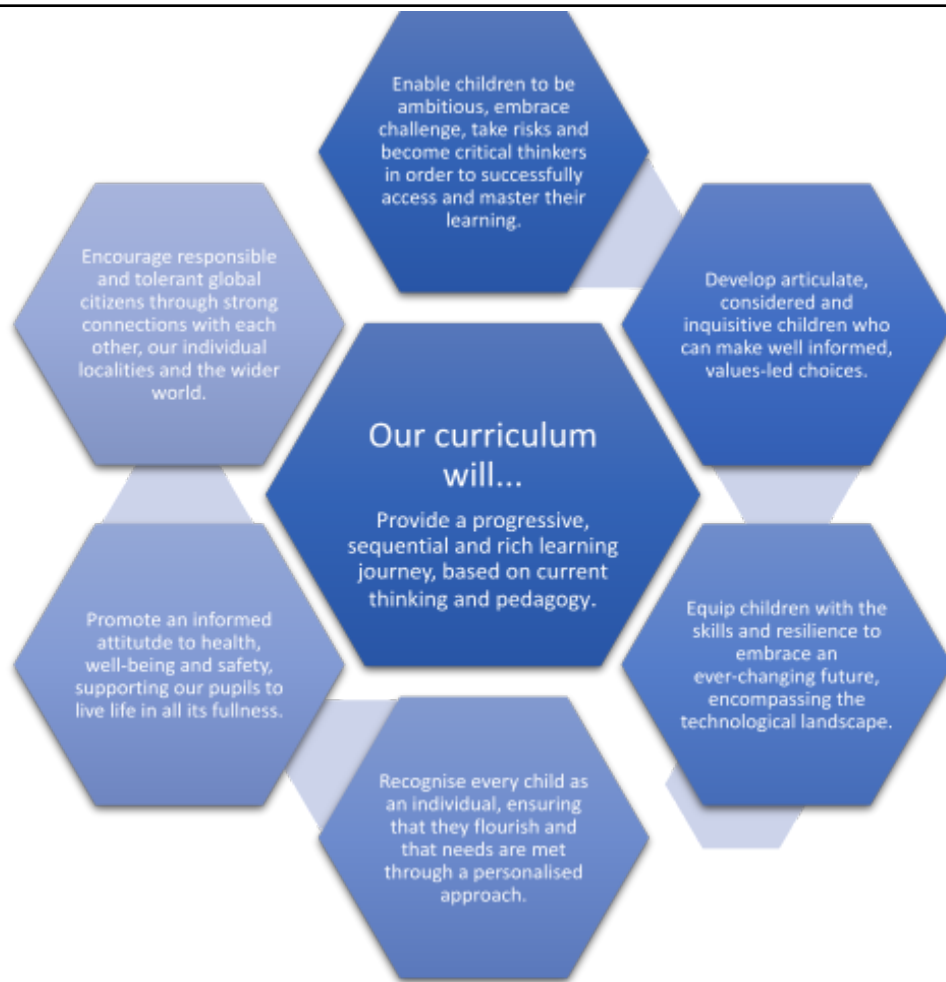 Our curriculum
will...
Provide a progressive,
sequential and rich learning
journey, based on current
thinking and pedagogy.
Enable children to be
ambitious, embrace
challenge, take risks and
become critical thinkers
in order to successfully
access and master their
learning.
Develop articulate,
considered and
inquisitive children who
can make well informed,
values-led choices.
Equip children with the
skills and resilience to
embrace an
ever-changing future,
encompassing the
technological landscape.
Recognise every child as
an individual, ensuring
that they flourish and
that needs are met
through a personalised
approach.
Promote an informed
attitutde to health,
well-being and safety,
supporting our pupils to
live life in all its fullness.
Encourage responsible
and tolerant global
citizens through strong
connections with each
other, our individual
localities and the wider
world.